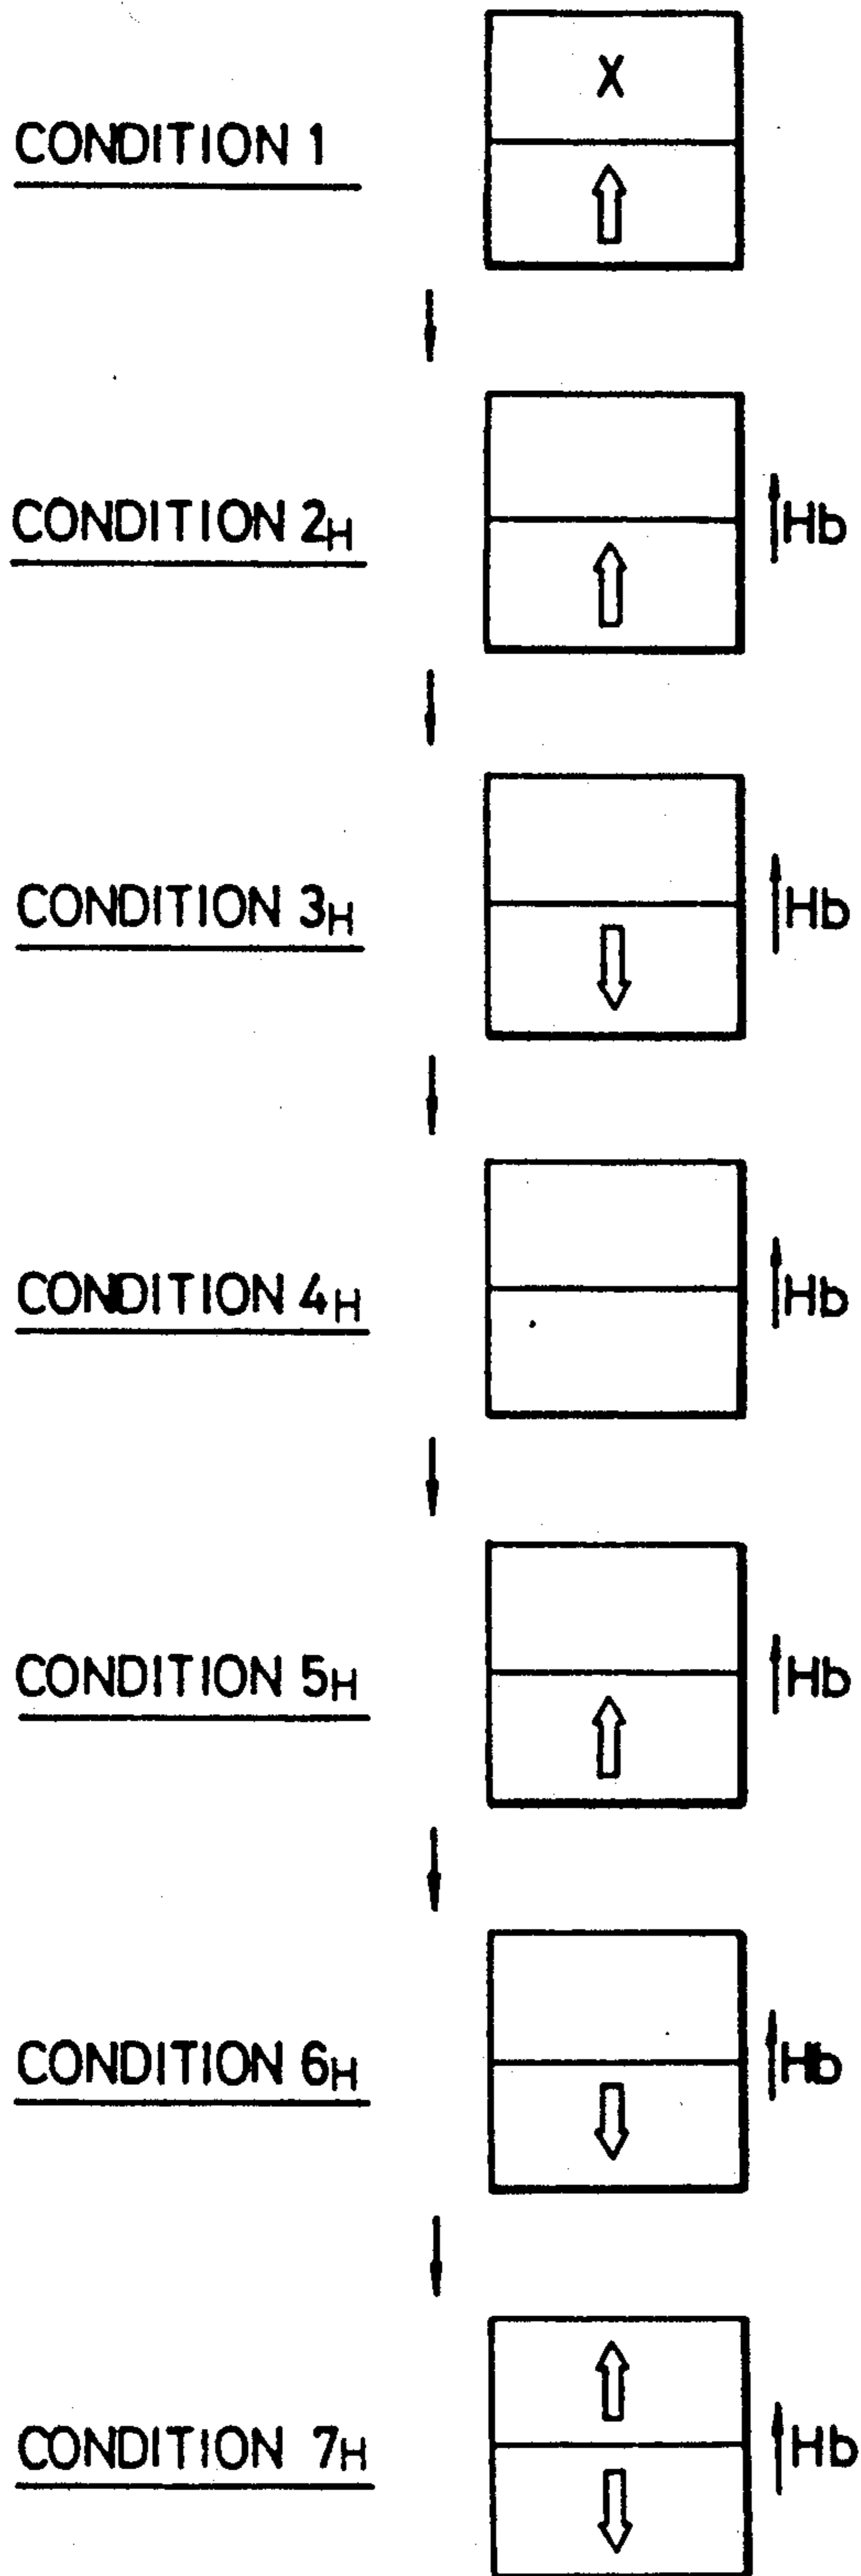 X
CONDITION 1
CONDITION 2H
Hb
CONDITION 3H
Hb
CONDITION 4H
Hb
CONDITION 5H
Hb
CONDITION 6H
Hb
CONDITION 7H
Hb